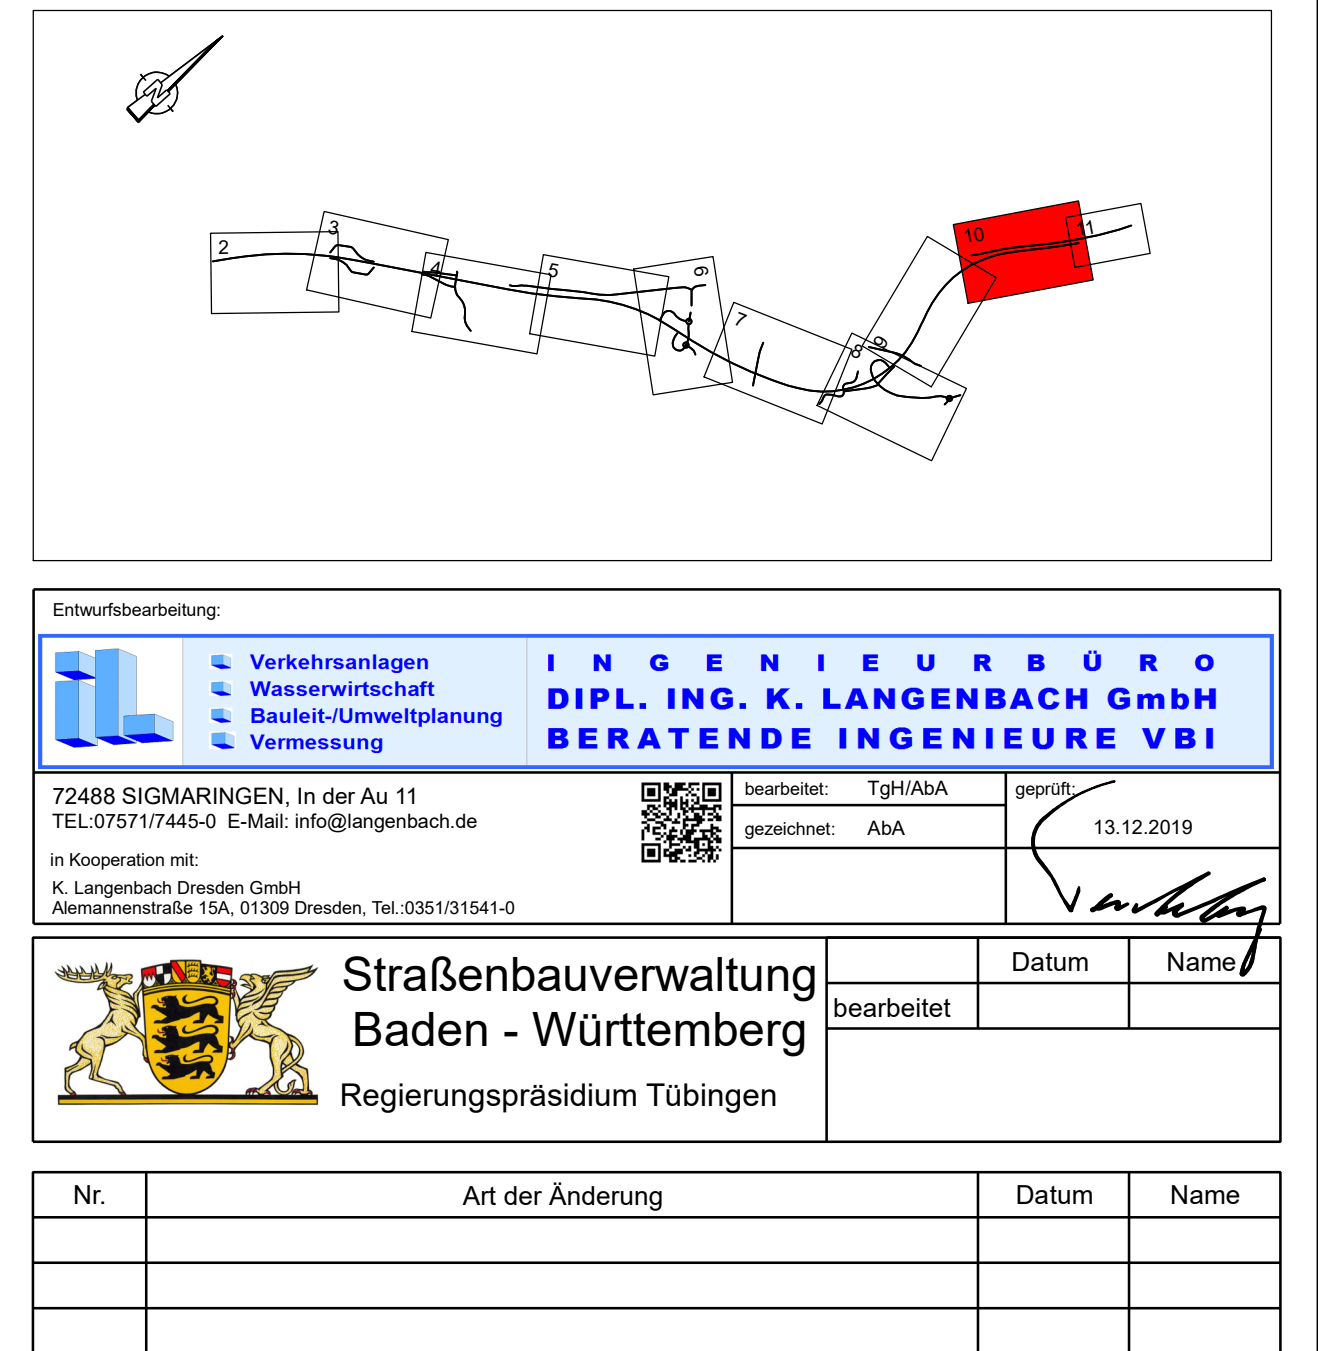 N
2
3
4
5
6
7
8
9
10
11
Entwurfsbearbeitung:
Verkehrsanlagen
Wasserwirtschaft
Bauleit-/Umweltplanung
Vermessung
INGENIEURBÜRO
DIPL. ING. K. LANGENBACH GmbH
BERATENDE INGENIEURE VBI
72488 SIGMARINGEN, In der Au 11
TEL:07571/7445-0 E-Mail: info@langenbach.de
in Kooperation mit:
K. Langenbach Dresden GmbH
Alemannenstraße 15A, 01309 Dresden, Tel.:0351/31541-0
bearbeitet: TgH/AbA
gezeichnet: AbA
geprüft:
13.12.2019
Straßenbauverwaltung
Baden - Württemberg
Regierungspräsidium Tübingen
Datum Name
bearbeitet
Nr. Art der Änderung Datum Name